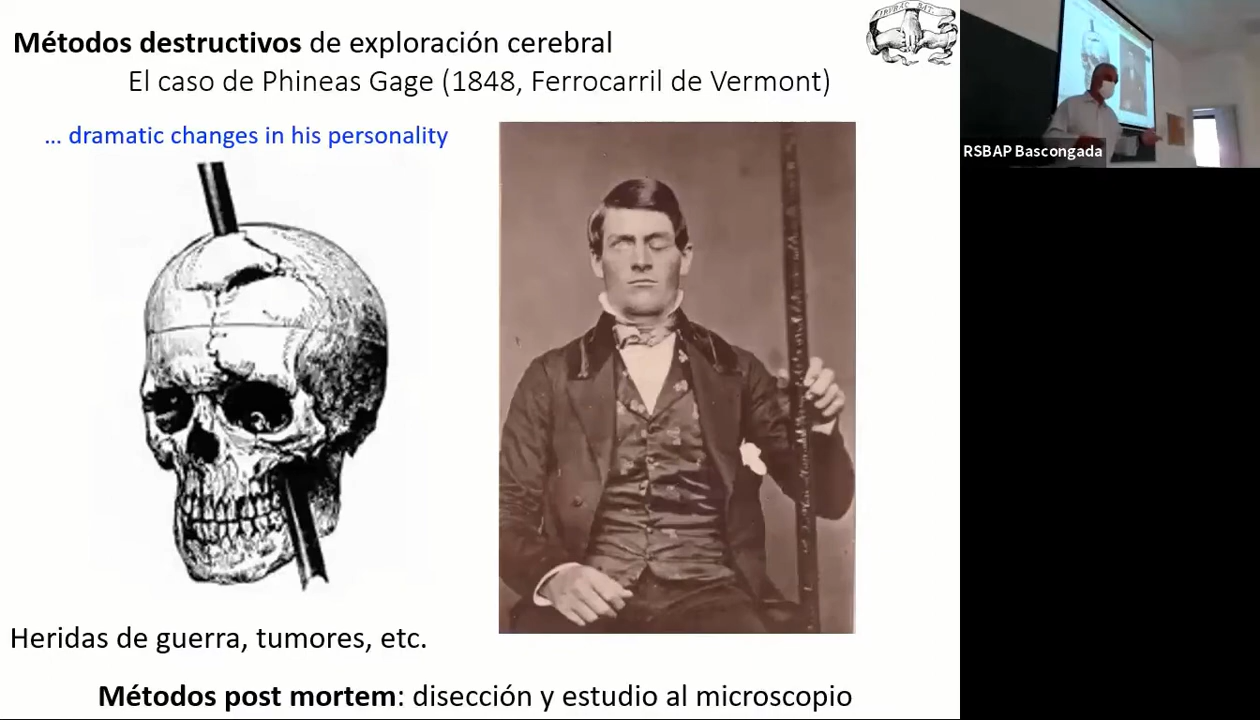 Métodos destructivos de exploración cerebral
El caso de Phineas Gage (1848, Ferrocarril de Vermont)
... dramatic changes in his personality
Heridas de guerra, tumores, etc.
Métodos post mortem: disección y estudio al microscopio
RSBAP Bascongada